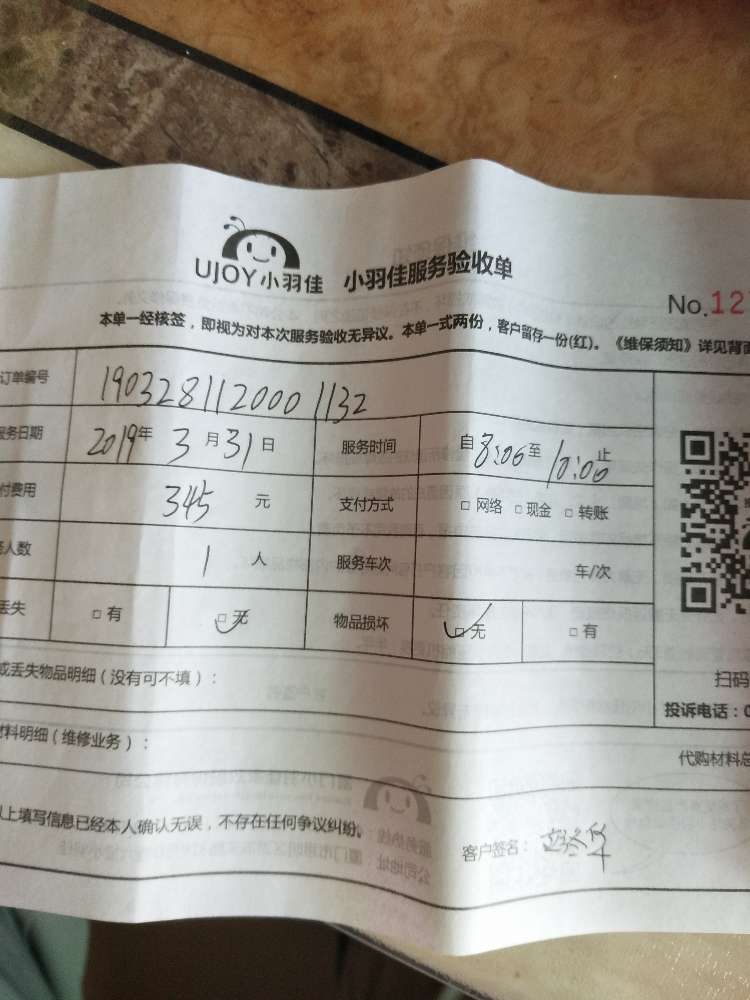 UJOY小羽佳 小羽佳服务验收单
No.12
本单一经核签，即视为对本次服务验收无异议。本单一式两份，客户留存一份(红)。《维保须知》详见背面
订单编号 1903281120001132
服务日期 2019年 3月31日 服务时间 自8:00至10:00止
付费用 345 元 支付方式 □ 网络 □ 现金 □ 转账
人数 1 人 服务车次 车/次
丢失 □ 有 □ 无 物品损坏 □ 无 □ 有
或丢失物品明细（没有可不填）：
扫码
投诉电话：0
材料明细（维修业务）：
代购材料总
以上填写信息已经本人确认无误，不存在任何争议纠纷。
客户签名：